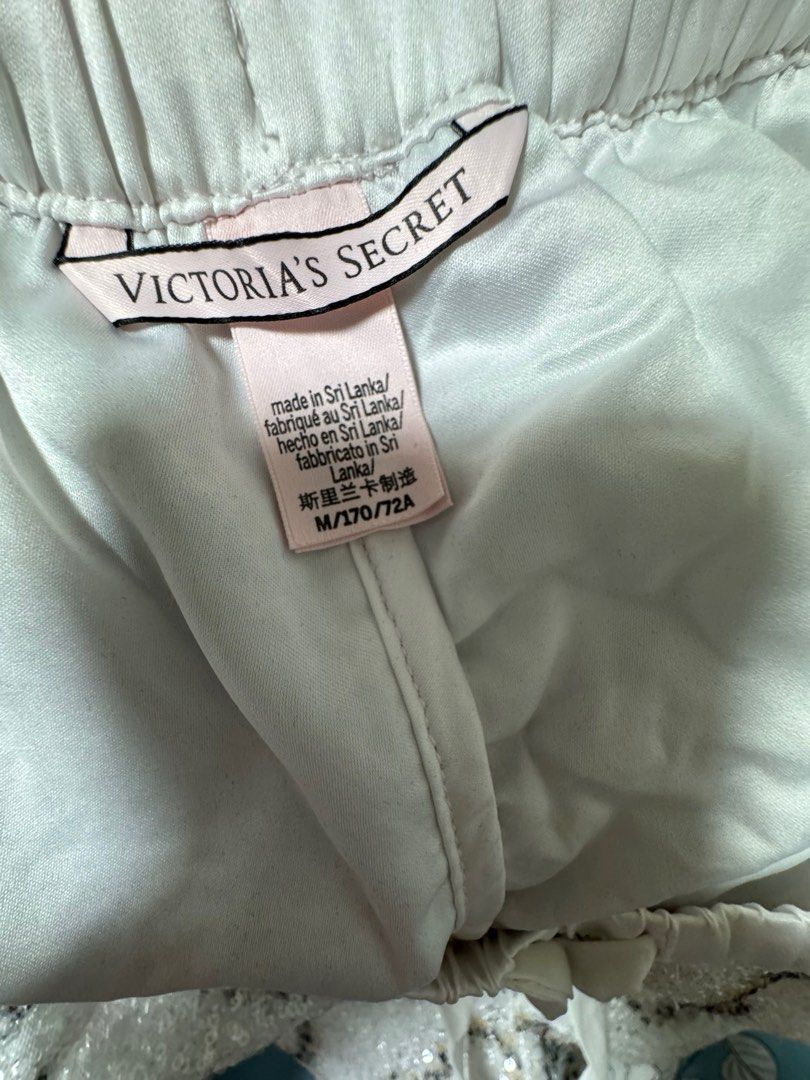 VICTORIA'S SECRET
made in Sri Lanka/
fabriqué au Sri Lanka/
hecho en Sri Lanka/
fabbricato in Sri
Lanka/
斯里兰卡制造
M/170/72A